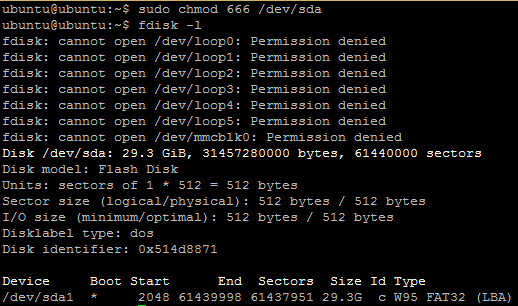 ubuntu@ubuntu:~$ sudo chmod 666 /dev/sda
ubuntu@ubuntu:~$ fdisk -l
fdisk: cannot open /dev/loop0: Permission denied
fdisk: cannot open /dev/loop1: Permission denied
fdisk: cannot open /dev/loop2: Permission denied
fdisk: cannot open /dev/loop3: Permission denied
fdisk: cannot open /dev/loop4: Permission denied
fdisk: cannot open /dev/loop5: Permission denied
fdisk: cannot open /dev/mmcblk0: Permission denied
Disk /dev/sda: 29.3 GiB, 31457280000 bytes, 61440000 sectors
Disk model: Flash Disk
Units: sectors of 1 * 512 = 512 bytes
Sector size (logical/physical): 512 bytes / 512 bytes
I/O size (minimum/optimal): 512 bytes / 512 bytes
Disklabel type: dos
Disk identifier: 0x514d8871
Device     Boot Start      End  Sectors  Size Id Type
/dev/sda1  *     2048 61439998 61437951 29.3G  c W95 FAT32 (LBA)